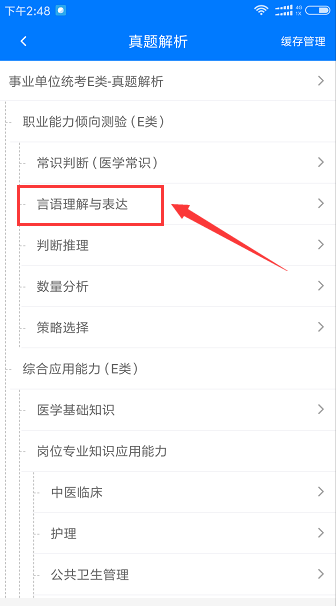 下午2:48
真题解析
缓存管理
事业单位统考E类-真题解析
职业能力倾向测验（E类）
常识判断（医学常识）
言语理解与表达
判断推理
数量分析
策略选择
综合应用能力（E类）
医学基础知识
岗位专业知识应用能力
中医临床
护理
公共卫生管理